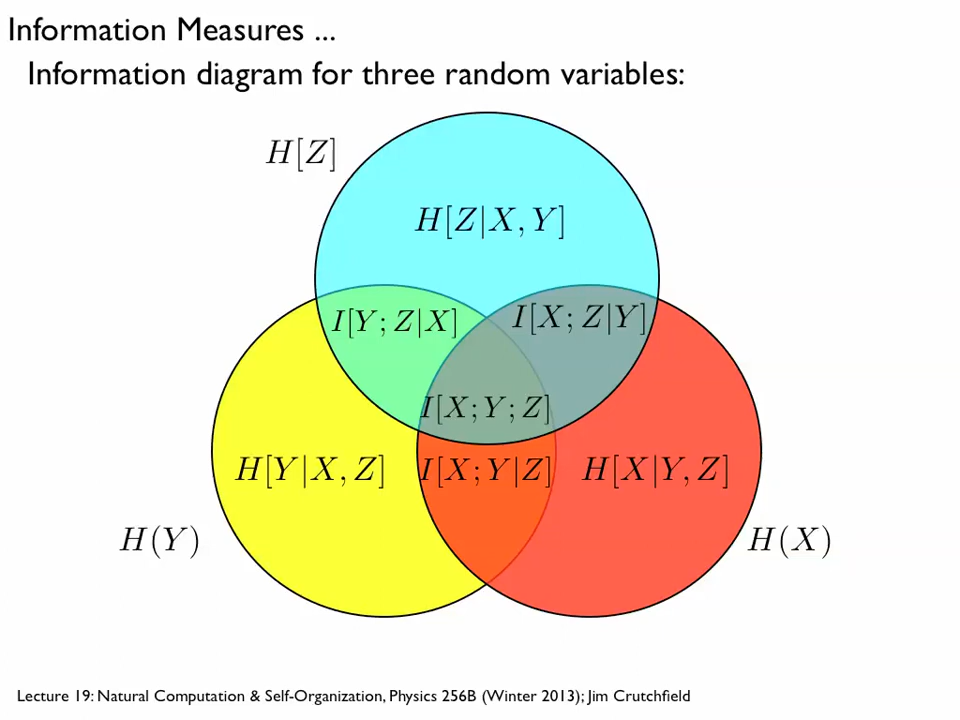 Information Measures ...
Information diagram for three random variables:
H[Z]
H[Z|X, Y]
I[Y; Z|X]
I[X; Z|Y]
I[X; Y; Z]
H[Y|X, Z]
I[X; Y|Z]
H[X|Y, Z]
H(Y)
H(X)
Lecture 19: Natural Computation & Self-Organization, Physics 256B (Winter 2013); Jim Crutchfield